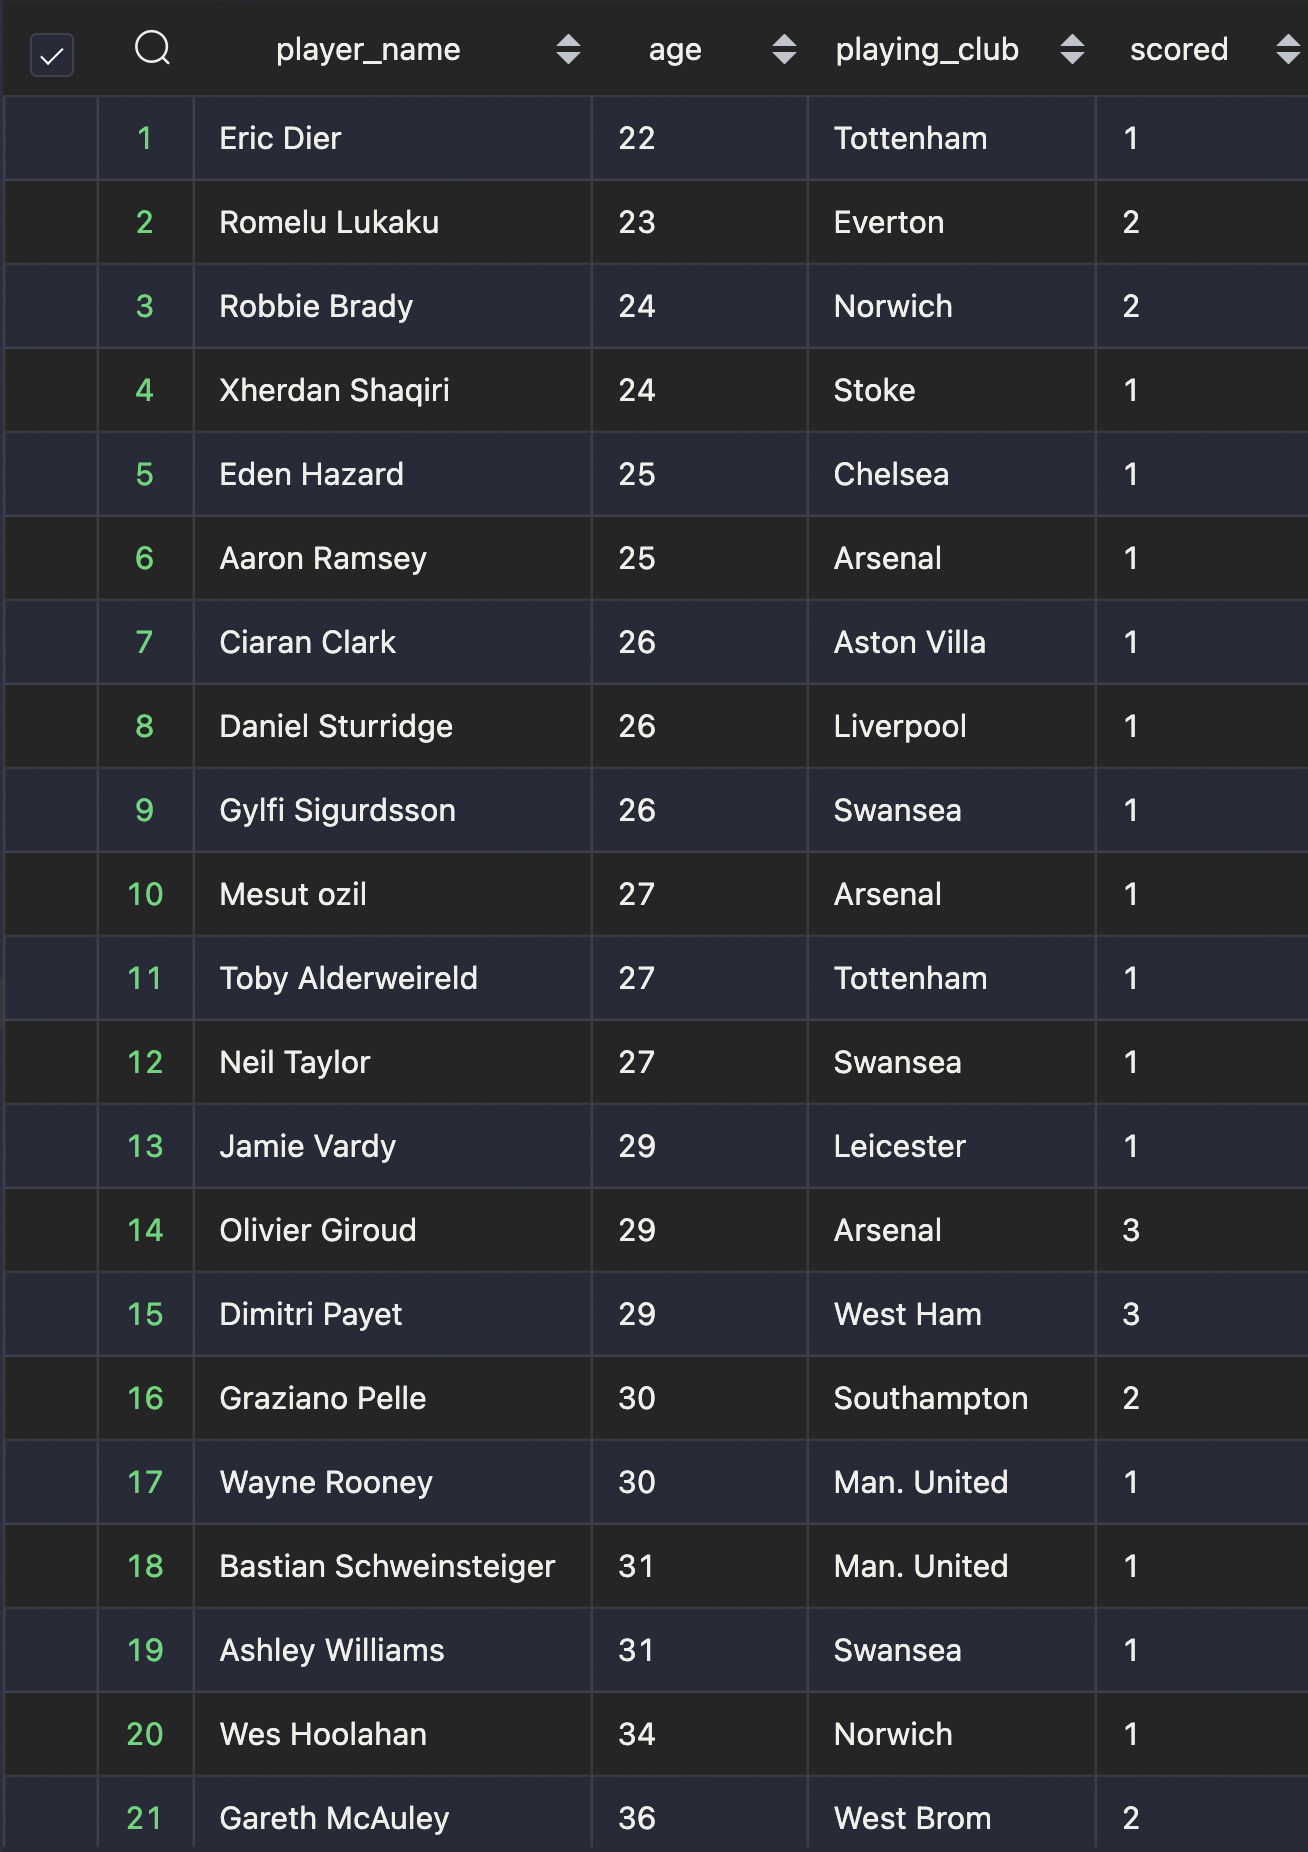 player_name age playing_club scored
1 Eric Dier 22 Tottenham 1
2 Romelu Lukaku 23 Everton 2
3 Robbie Brady 24 Norwich 2
4 Xherdan Shaqiri 24 Stoke 1
5 Eden Hazard 25 Chelsea 1
6 Aaron Ramsey 25 Arsenal 1
7 Ciaran Clark 26 Aston Villa 1
8 Daniel Sturridge 26 Liverpool 1
9 Gylfi Sigurdsson 26 Swansea 1
10 Mesut ozil 27 Arsenal 1
11 Toby Alderweireld 27 Tottenham 1
12 Neil Taylor 27 Swansea 1
13 Jamie Vardy 29 Leicester 1
14 Olivier Giroud 29 Arsenal 3
15 Dimitri Payet 29 West Ham 3
16 Graziano Pelle 30 Southampton 2
17 Wayne Rooney 30 Man. United 1
18 Bastian Schweinsteiger 31 Man. United 1
19 Ashley Williams 31 Swansea 1
20 Wes Hoolahan 34 Norwich 1
21 Gareth McAuley 36 West Brom 2